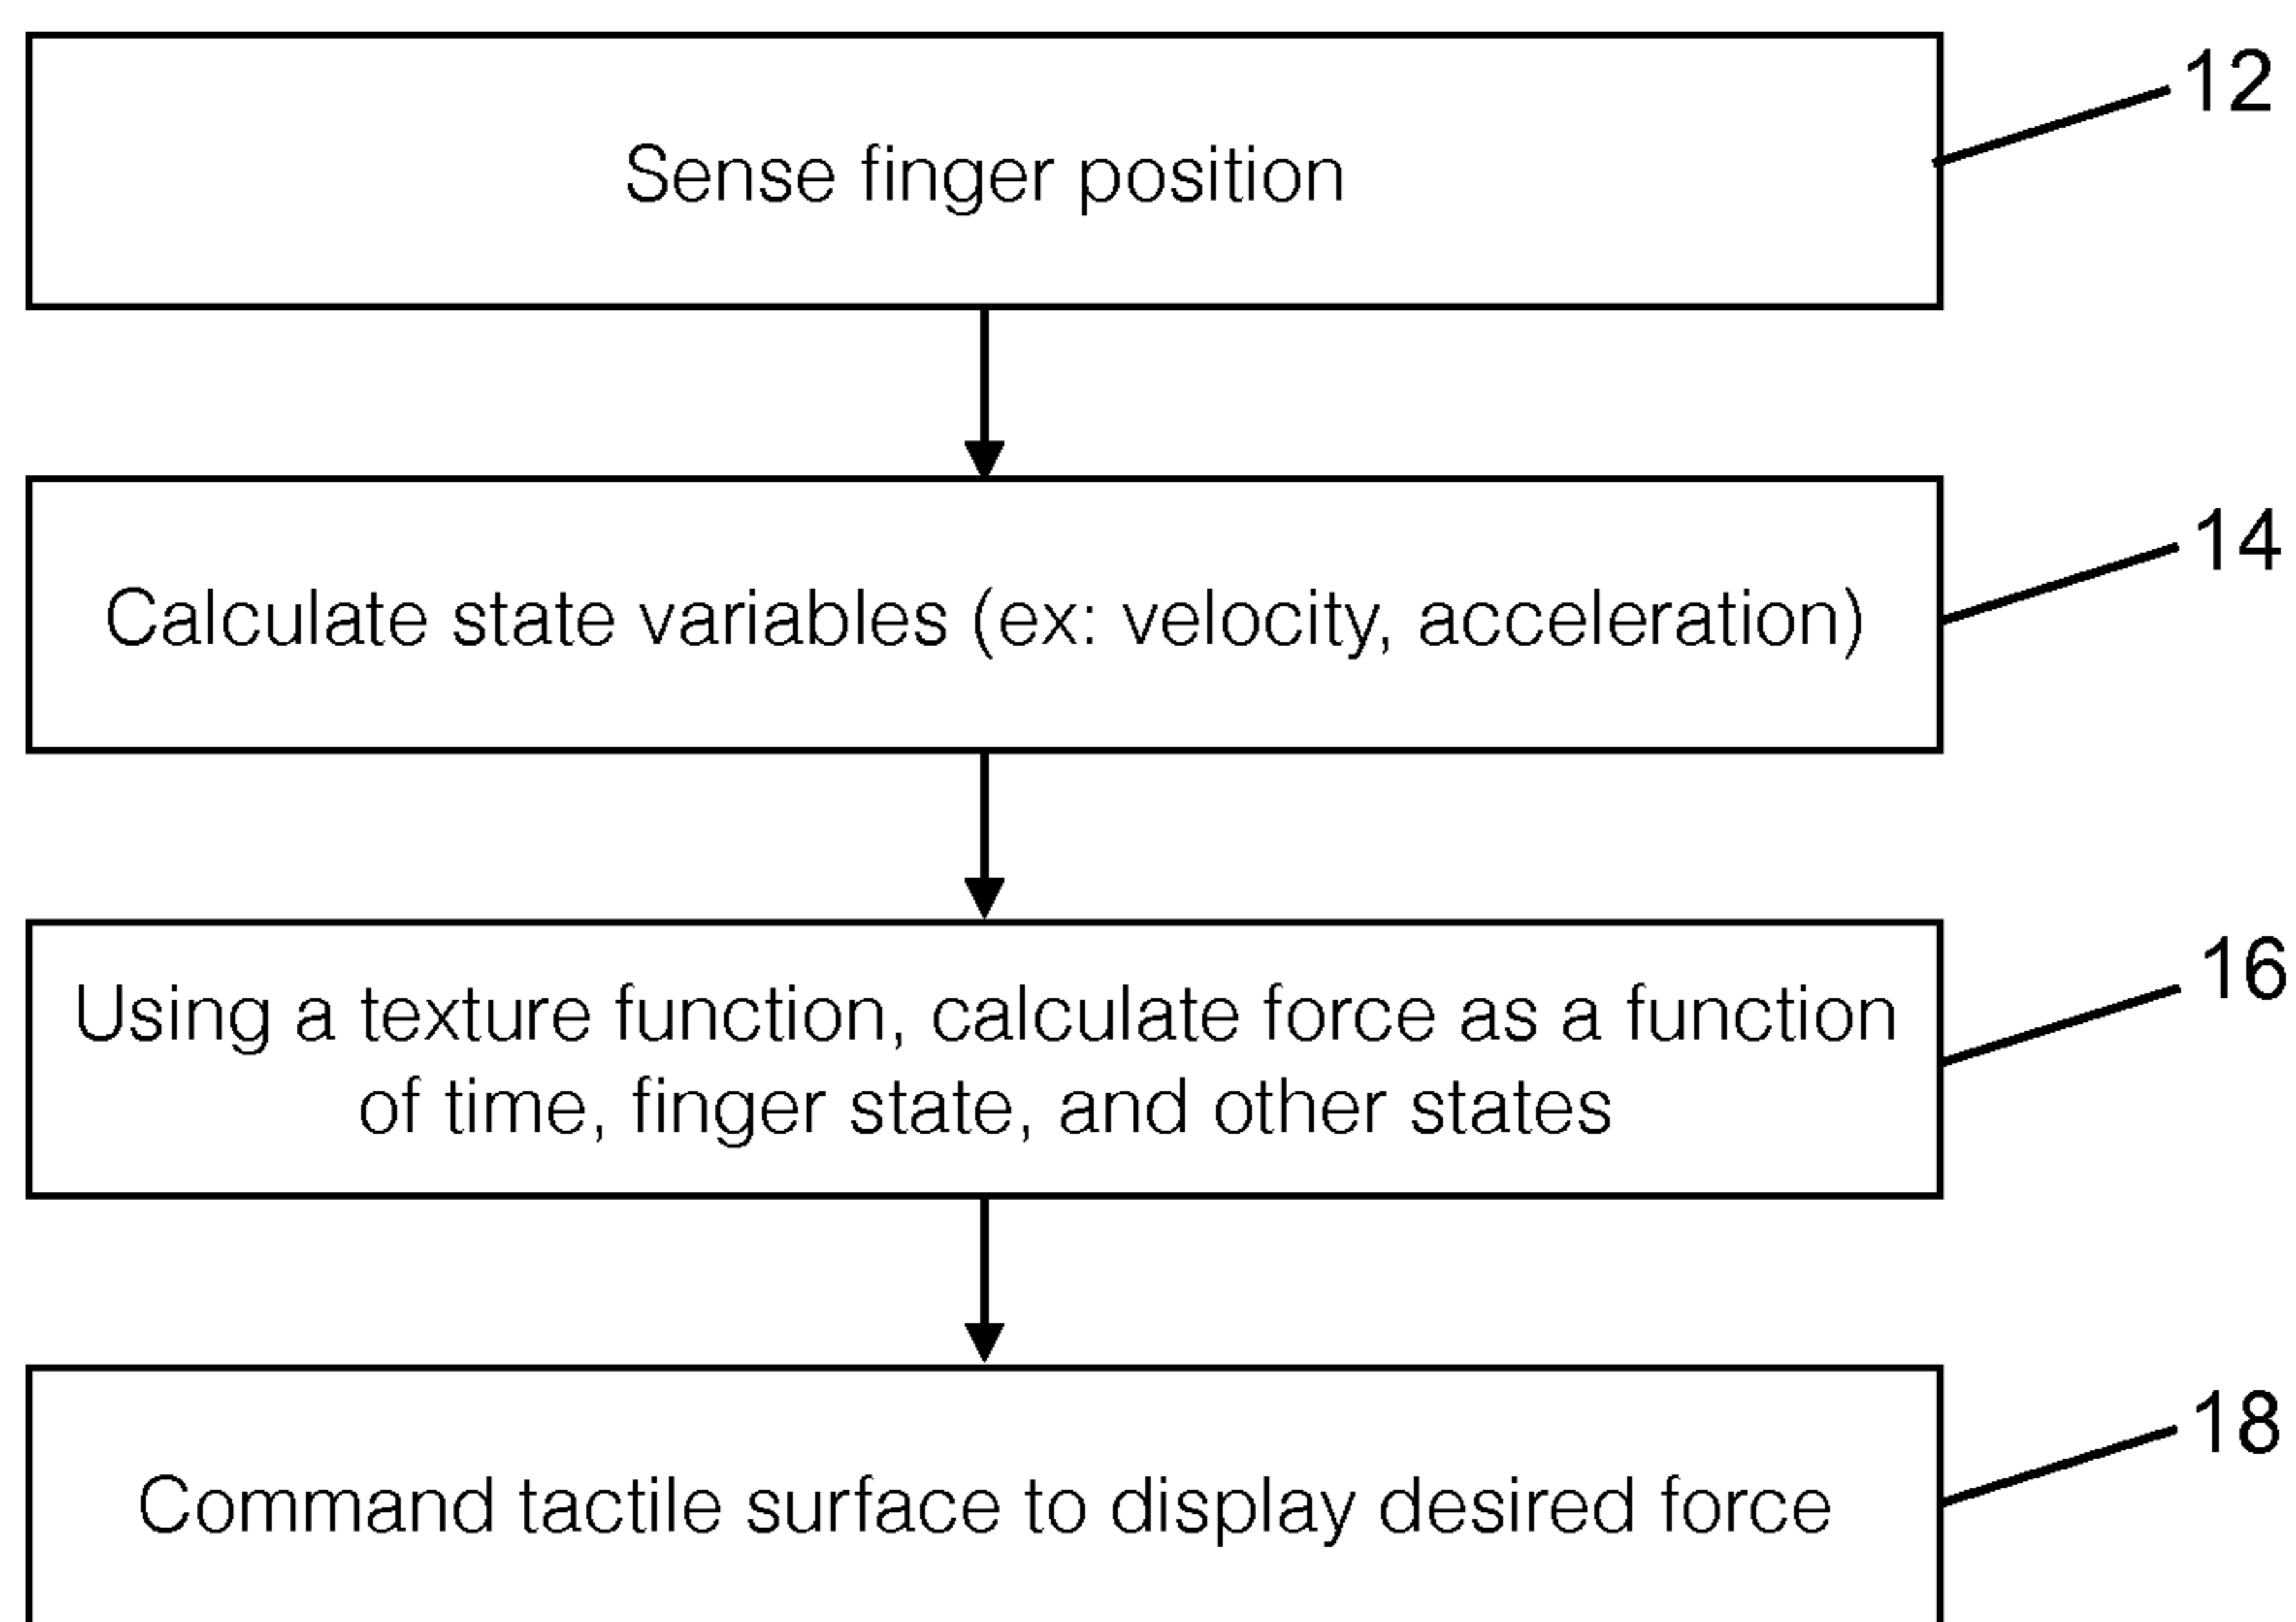 Sense finger position
12
Calculate state variables (ex: velocity, acceleration)
14
Using a texture function, calculate force as a function
of time, finger state, and other states
16
Command tactile surface to display desired force
18